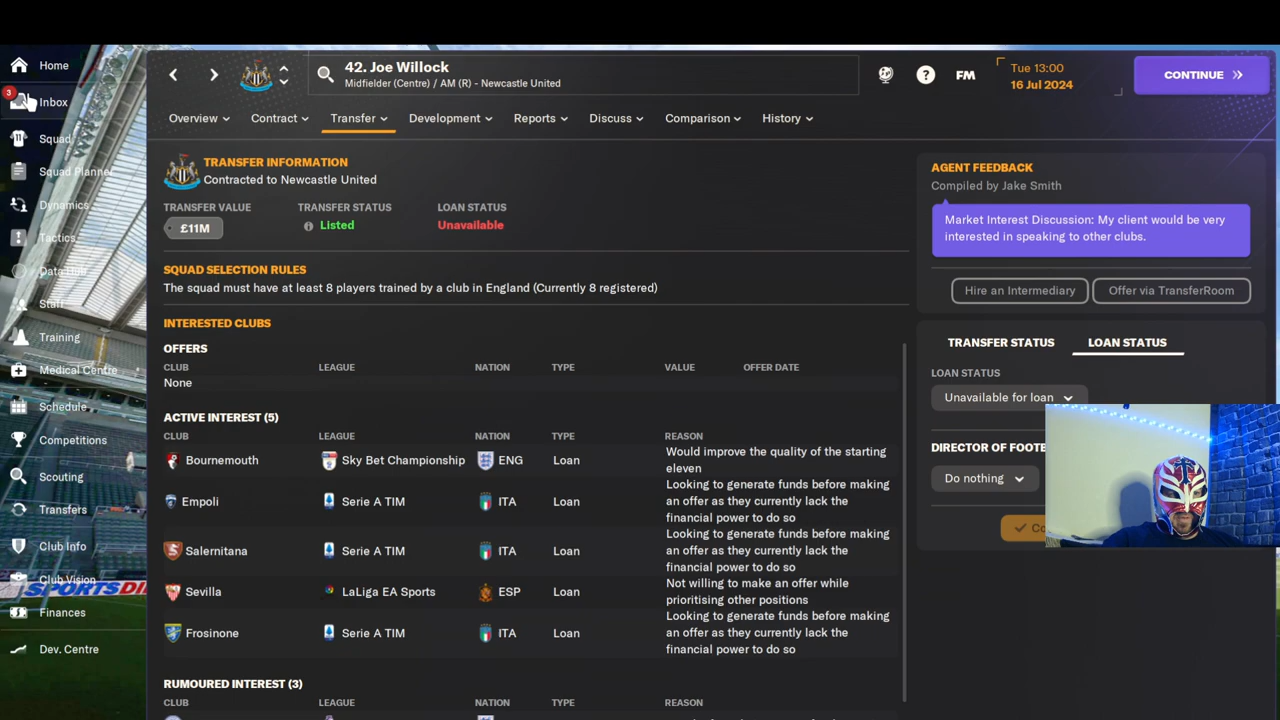 Home
3
Inbox
Squad
Squad Planner
Dynamics
Tactics
Data Hub
Staff
Training
Medical Centre
Schedule
Competitions
Scouting
Transfers
Club Info
Club Vision
Finances
Dev. Centre
42. Joe Willock
Midfielder (Centre) / AM (R) - Newcastle United
?
FM
Tue 13:00
16 Jul 2024
CONTINUE
Overview Contract Transfer Development Reports Discuss Comparison History
TRANSFER INFORMATION
Contracted to Newcastle United
TRANSFER VALUE TRANSFER STATUS LOAN STATUS
£11M Listed Unavailable
SQUAD SELECTION RULES
The squad must have at least 8 players trained by a club in England (Currently 8 registered)
INTERESTED CLUBS
OFFERS
CLUB LEAGUE NATION TYPE VALUE OFFER DATE
None
ACTIVE INTEREST (5)
CLUB LEAGUE NATION TYPE REASON
Bournemouth Sky Bet Championship ENG Loan Would improve the quality of the starting
eleven
Empoli Serie A TIM ITA Loan Looking to generate funds before making
an offer as they currently lack the
financial power to do so
Salernitana Serie A TIM ITA Loan Looking to generate funds before making
an offer as they currently lack the
financial power to do so
Sevilla LaLiga EA Sports ESP Loan Not willing to make an offer while
prioritising other positions
Frosinone Serie A TIM ITA Loan Looking to generate funds before making
an offer as they currently lack the
financial power to do so
RUMOURED INTEREST (3)
CLUB LEAGUE NATION TYPE REASON
AGENT FEEDBACK
Compiled by Jake Smith
Market Interest Discussion: My client would be very
interested in speaking to other clubs.
Hire an Intermediary Offer via TransferRoom
TRANSFER STATUS LOAN STATUS
LOAN STATUS
Unavailable for loan
DIRECTOR OF FOOTE
Do nothing
Co
SPORTS DI